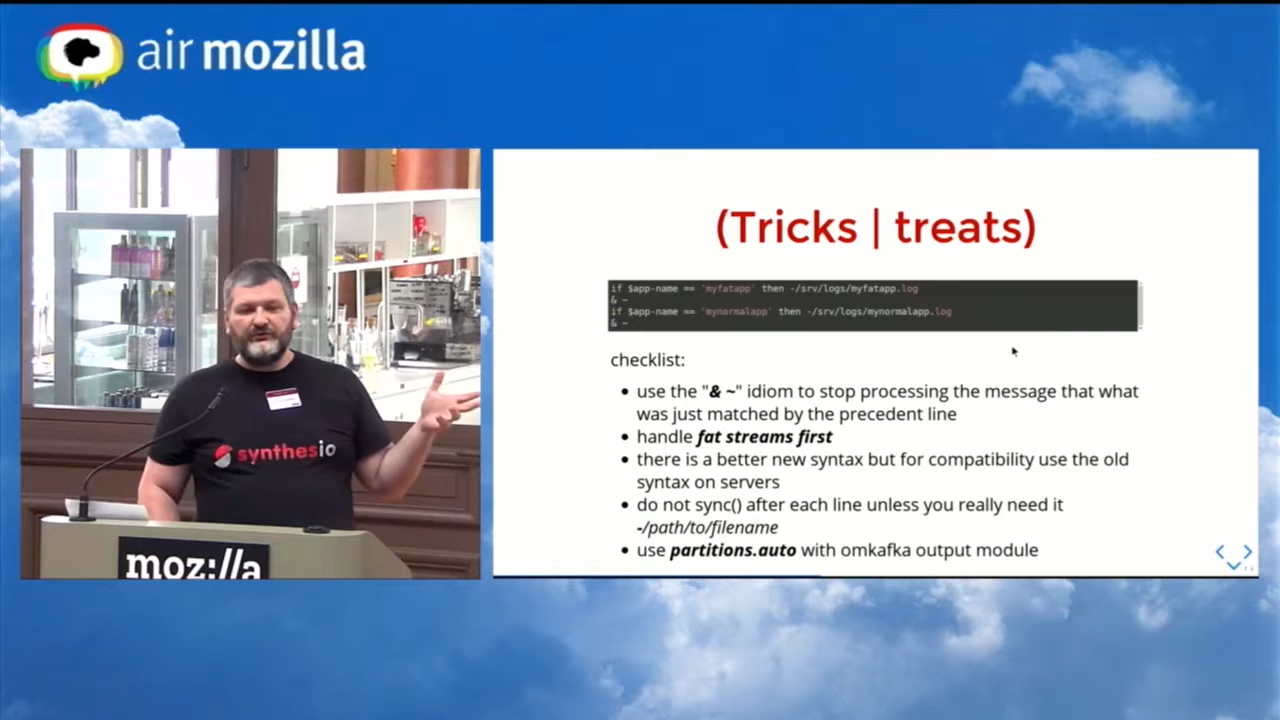 air mozilla
synthesio
moz://a
(Tricks | treats)
if $app-name == 'myfatapp' then -/srv/logs/myfatapp.log
& ~
if $app-name == 'mynormalapp' then -/srv/logs/mynormalapp.log
& ~
checklist:
use the "& ~" idiom to stop processing the message that what
was just matched by the precedent line
handle fat streams first
there is a better new syntax but for compatibility use the old
syntax on servers
do not sync() after each line unless you really need it
-/path/to/filename
use partitions.auto with omkafka output module